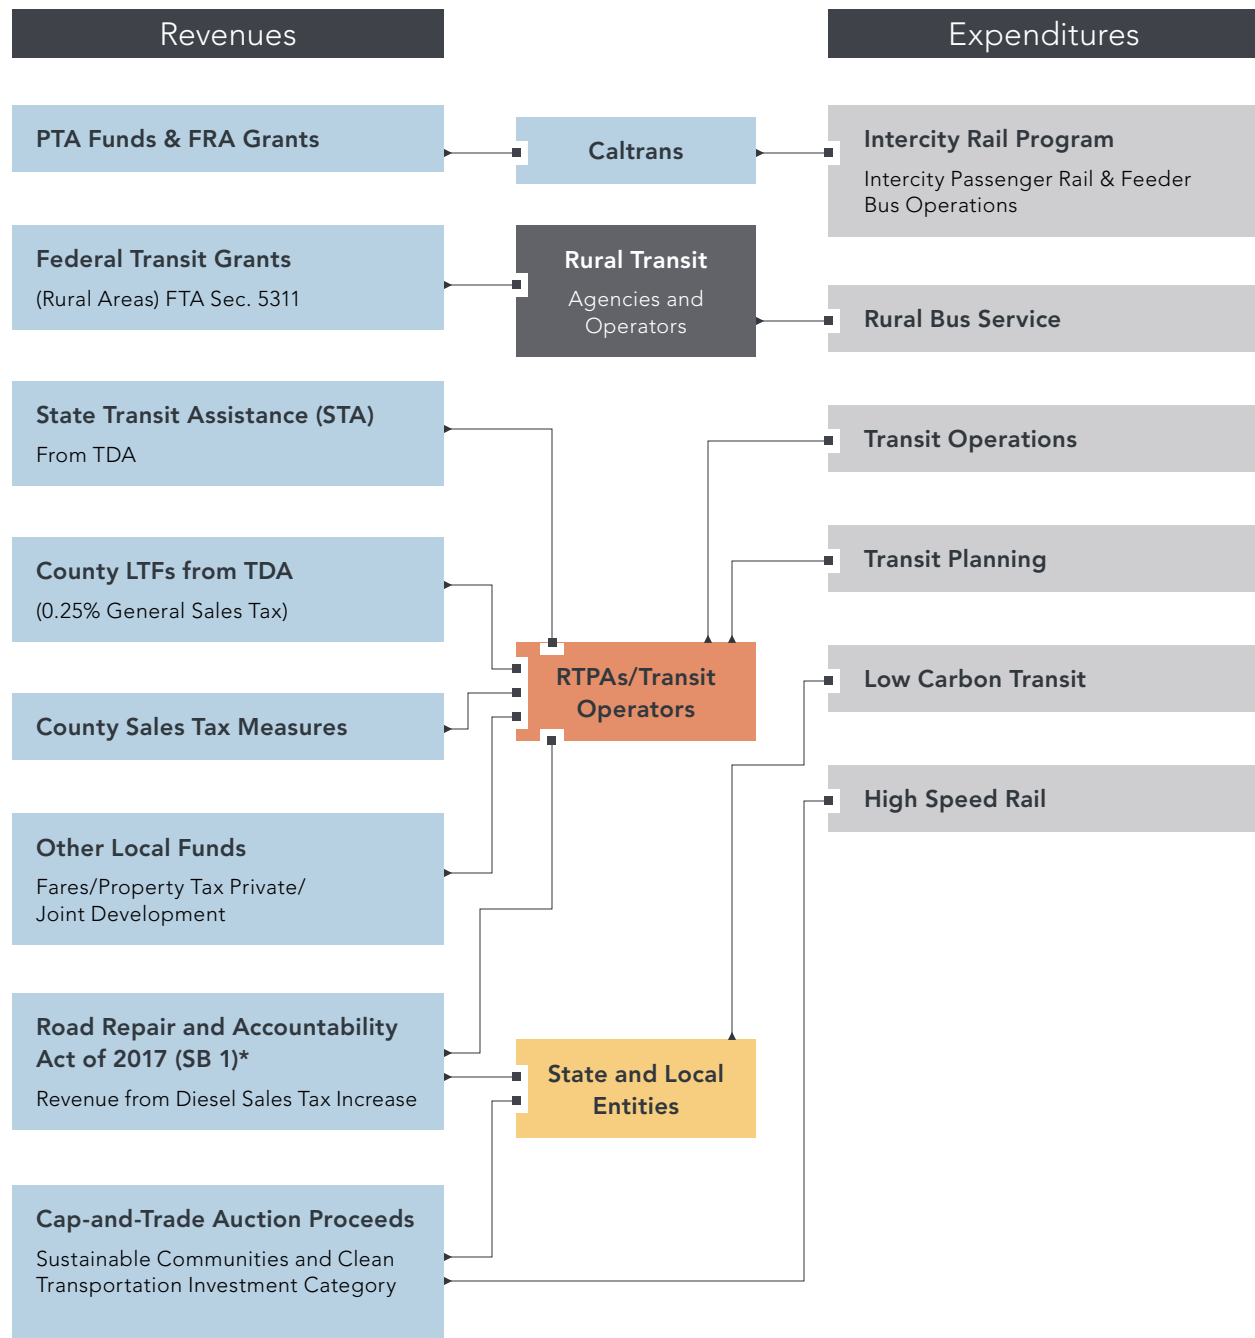 Revenues
Expenditures
PTA Funds & FRA Grants
Caltrans
Intercity Rail Program
Intercity Passenger Rail & Feeder
Bus Operations
Federal Transit Grants
(Rural Areas) FTA Sec. 5311
Rural Transit
Agencies and
Operators
Rural Bus Service
State Transit Assistance (STA)
From TDA
Transit Operations
County LTFs from TDA
(0.25% General Sales Tax)
Transit Planning
RTPAs/Transit
Operators
Low Carbon Transit
County Sales Tax Measures
High Speed Rail
Other Local Funds
Fares/Property Tax Private/
Joint Development
Road Repair and Accountability
Act of 2017 (SB 1)*
Revenue from Diesel Sales Tax Increase
State and Local
Entities
Cap-and-Trade Auction Proceeds
Sustainable Communities and Clean
Transportation Investment Category